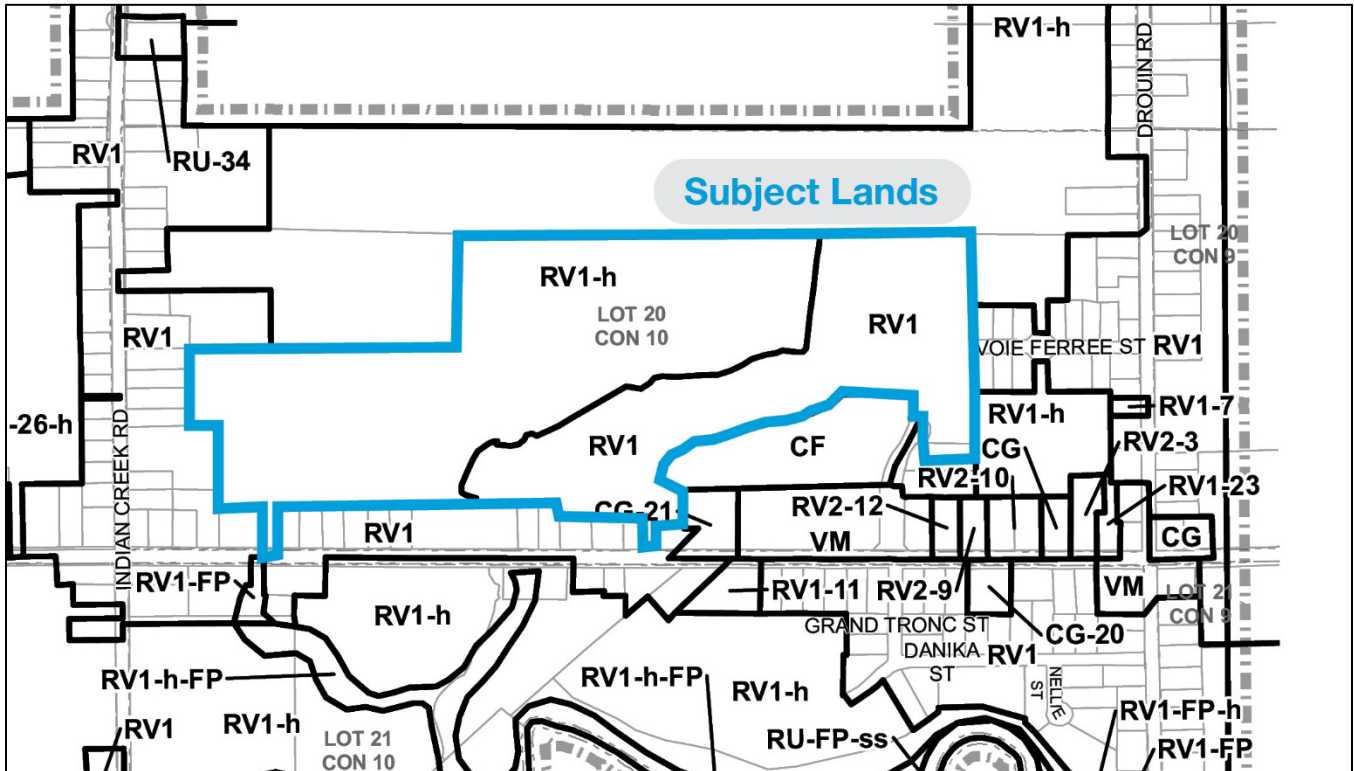 RV1-h
DROUIN RD
RV1
RU-34
Subject Lands
LOT 20
CON 9
RV1-h
LOT 20
CON 10
RV1
RV1
VOIE FERREE ST
RV1
-26-h
INDIAN CREEK RD
RV1-h
RV1-7
RV1
CF
CG
RV2-3
RV2-10
RV1-23
CG-21
RV2-12
RV1
VM
CG
RV1-FP
RV1-11
RV2-9
VM
LOT 21
CON 9
RV1-h
GRAND TRONC ST
CG-20
DANIKA
ST
RV1
RV1-h-FP
RV1-h-FP
RV1-h
NELLIE
ST
RV1-FP-h
RV1
RV1-h
LOT 21
CON 10
RU-FP-ss
RV1-FP